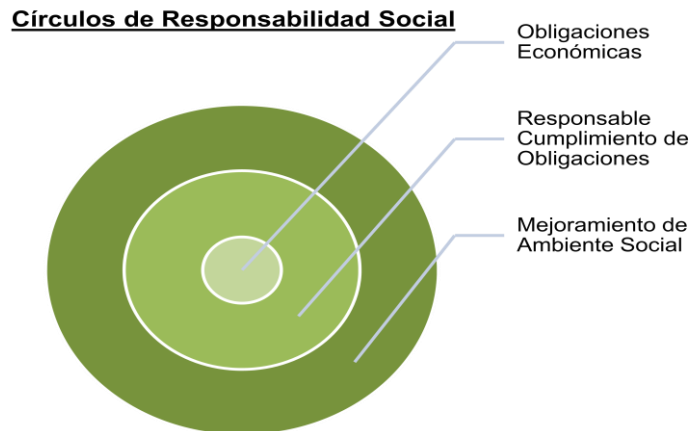 Círculos de Responsabilidad Social
Obligaciones
Económicas
Responsable
Cumplimiento de
Obligaciones
Mejoramiento de
Ambiente Social